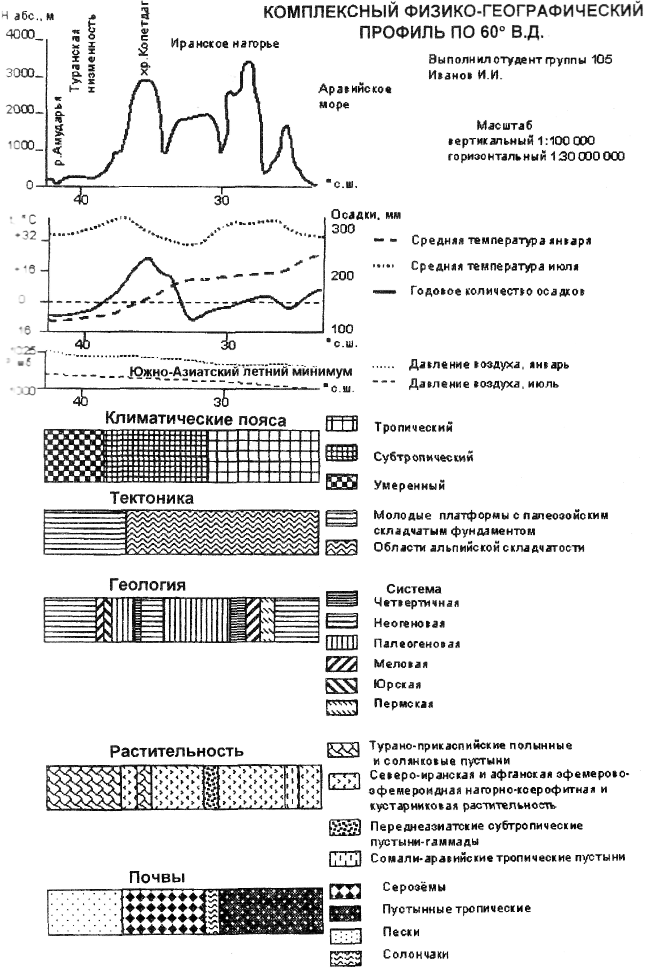 КОМПЛЕКСНЫЙ ФИЗИКО-ГЕОГРАФИЧЕСКИЙ
ПРОФИЛЬ ПО 60° В.Д.
Выполнил студент группы 105
Иванов И.И.
Масштаб
вертикальный 1:100 000
горизонтальный 1:30 000 000
Н абс., м
4000
3000
2000
1000
0
р.Амударья
Туранская
низменность
хр.Копетдаг
Иранское нагорье
Аравийское
море
40
30
° с.ш.
°C
+32
+16
0
16
Осадки, мм
300
200
100
40
30
° с.ш.
Средняя температура января
Средняя температура июля
Годовое количество осадков
Южно-Азиатский летний минимум
40
30
° с.ш.
Давление воздуха, январь
Давление воздуха, июль
Климатические пояса
Тропический
Субтропический
Умеренный
Тектоника
Молодые платформы с палеозойским
складчатым фундаментом
Области альпийской складчатости
Геология
Система
Четвертичная
Неогеновая
Палеогеновая
Меловая
Юрская
Пермская
Растительность
Турано-прикаспийские полынные
и солянковые пустыни
Северо-иранская и афганская эфемерово-
эфемероидная нагорно-ксерофитная и
кустарниковая растительность
Переднеазиатские субтропические
пустыни-гаммады
Сомали-аравийские тропические пустыни
Почвы
Серозёмы
Пустынные тропические
Пески
Солончаки